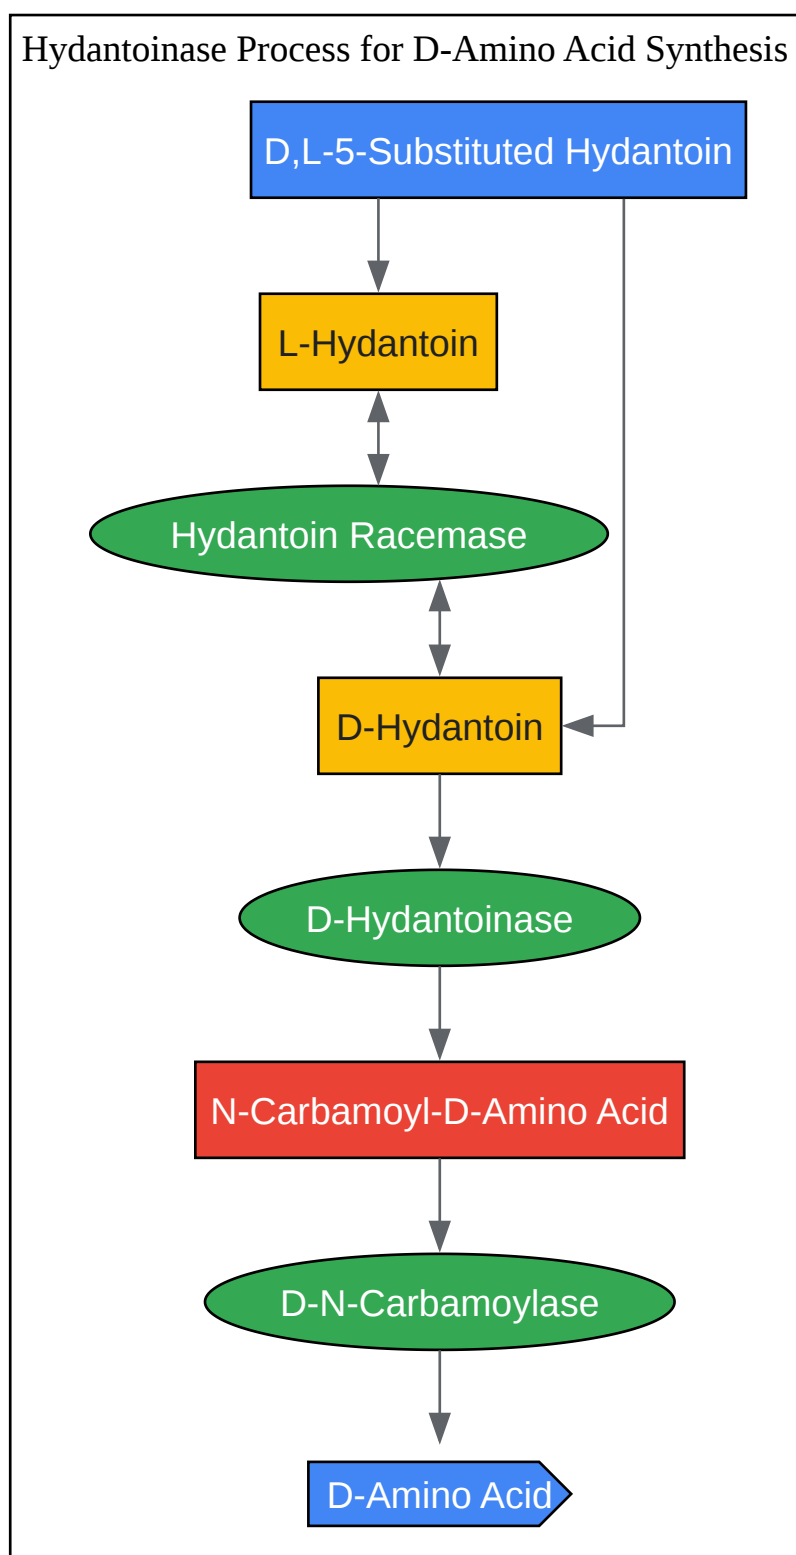 Hydantoinase Process for D-Amino Acid Synthesis
D,L-5-Substituted Hydantoin
L-Hydantoin
Hydantoin Racemase
D-Hydantoin
D-Hydantoinase
N-Carbamoyl-D-Amino Acid
D-N-Carbamoylase
D-Amino Acid